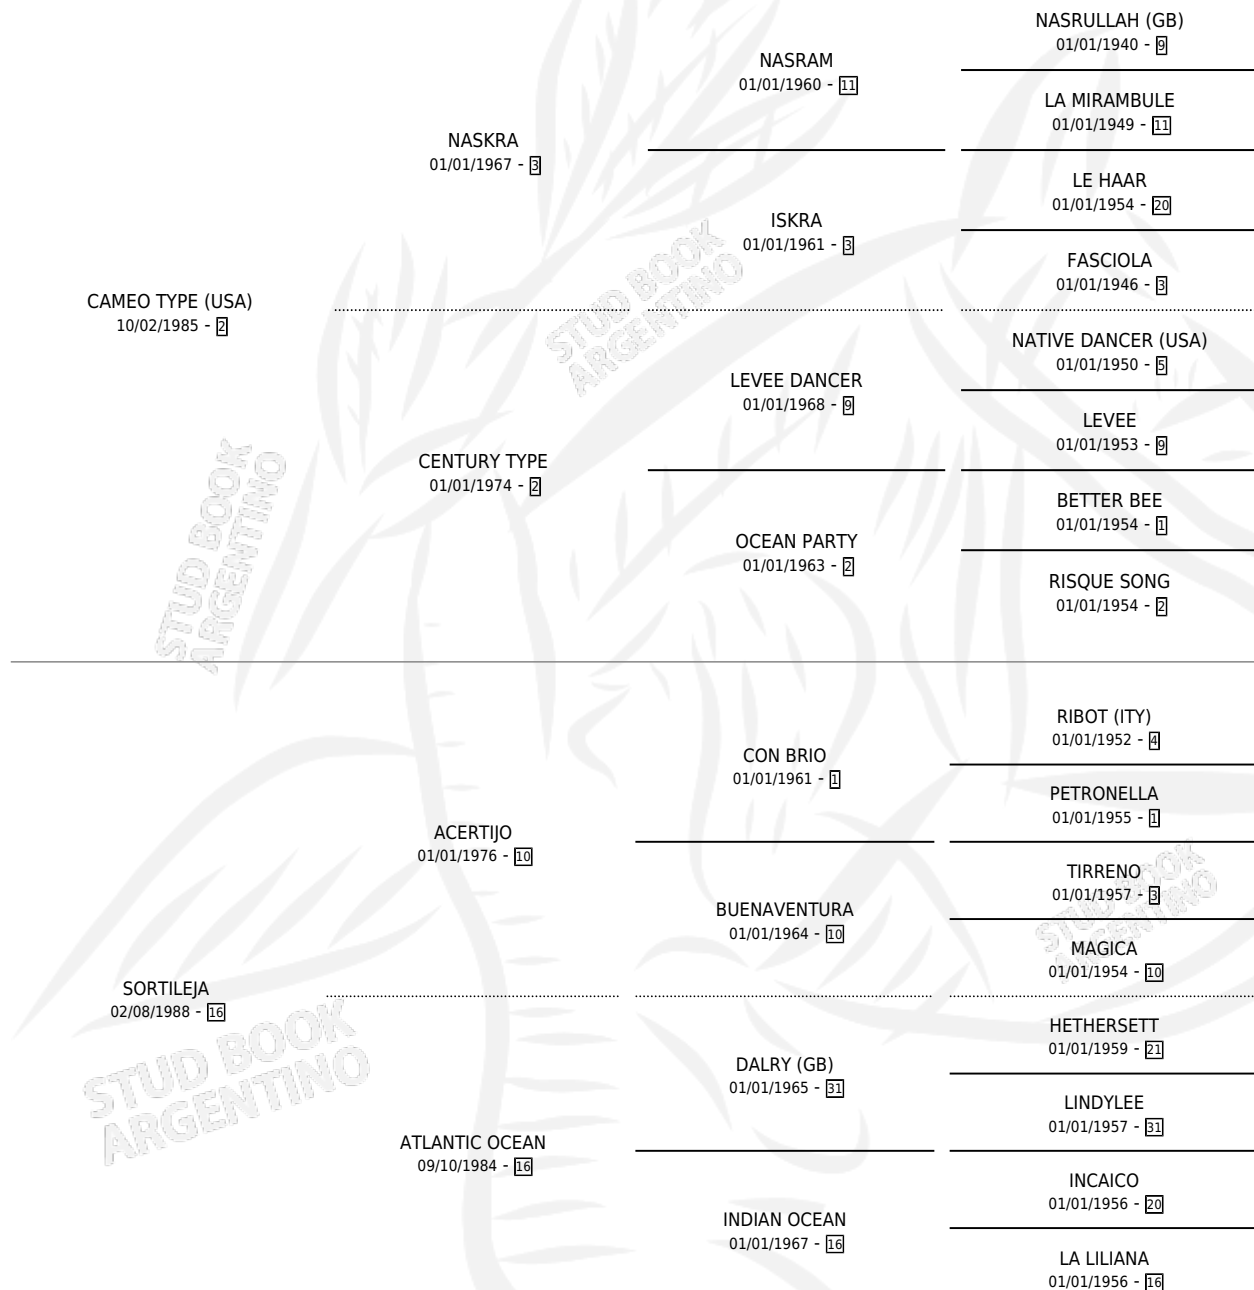 NASRULLAH (GB)
01/01/1940 - 9
NASRAM
01/01/1960 - 11
LA MIRAMBULE
01/01/1949 - 11
NASKRA
01/01/1967 - 3
LE HAAR
01/01/1954 - 20
ISKRA
01/01/1961 - 3
FASCIOLA
01/01/1946 - 3
CAMEO TYPE (USA)
10/02/1985 - 2
NATIVE DANCER (USA)
01/01/1950 - 5
LEVEE DANCER
01/01/1968 - 9
LEVEE
01/01/1953 - 9
CENTURY TYPE
01/01/1974 - 2
BETTER BEE
01/01/1954 - 1
OCEAN PARTY
01/01/1963 - 2
RISQUE SONG
01/01/1954 - 2
RIBOT (ITY)
01/01/1952 - 4
CON BRIO
01/01/1961 - 1
PETRONELLA
01/01/1955 - 1
ACERTIJO
01/01/1976 - 10
TIRRENO
01/01/1957 - 3
BUENAVENTURA
01/01/1964 - 10
MAGICA
01/01/1954 - 10
SORTILEJA
02/08/1988 - 16
HETHERSETT
01/01/1959 - 21
DALRY (GB)
01/01/1965 - 31
LINDYLEE
01/01/1957 - 31
ATLANTIC OCEAN
09/10/1984 - 16
INCAICO
01/01/1956 - 20
INDIAN OCEAN
01/01/1967 - 16
LA LILIANA
01/01/1956 - 16
STUD BOOK
ARGENTINO
STUD BOOK
ARGENTINO
STUD BOOK
ARGENTINO
STUD BOOK
ARGENTINO